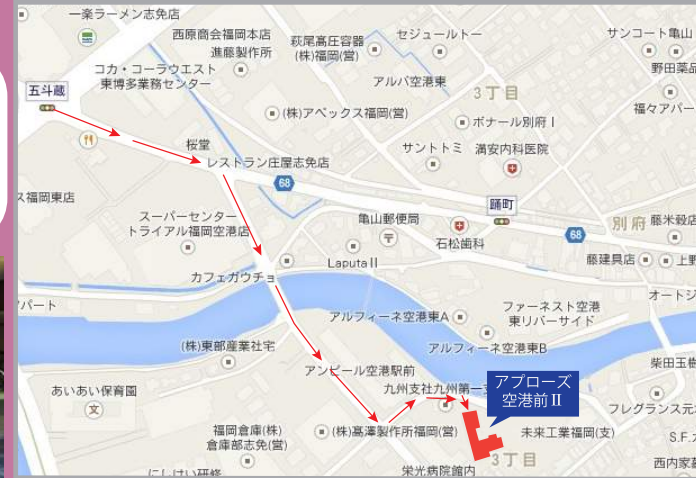 一楽ラーメン志免店
西原商会福岡本店
進藤製作所
萩尾高圧容器
(株)福岡(営)
セジュールトー
サンコート亀山
野田薬品
コカ・コーラウエスト
東博多業務センター
アルバ空港東
3丁目
五斗蔵
(株)アペックス福岡(営)
ボナール別府Ⅰ
福々アパー
桜堂
レストラン庄屋志免店
サントトミ
満安内科医院
68
ス福岡東店
スーパーセンター
トライアル福岡空港店
亀山郵便局
〒
踊町
石松歯科
68
別府
藤米穀店
カフェガウチョ
LaputaⅡ
藤建具店
上野
パート
アルフィーネ空港東A
ファーネスト空港
東リバーサイド
オートジ
(株)東部産業社宅
アルフィーネ空港東B
アンピール空港駅前
柴田玉樹
あいあい保育園
文
九州支社九州第一支
アプローズ
空港前Ⅱ
フレグランス元
福岡倉庫(株)
倉庫部志免(営)
(株)髙澤製作所福岡(営)
未来工業福岡(支)
S.F.
にしけい研修
栄光病院館内
3丁目
西内家